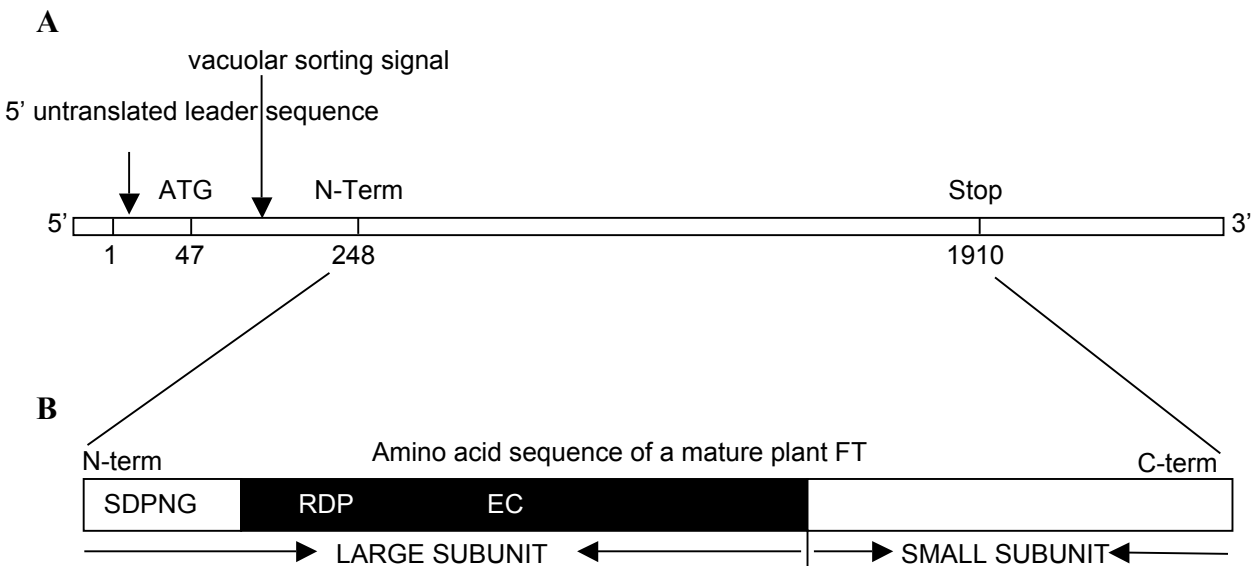 A
vacuolar sorting signal
5’ untranslated leader sequence
ATG N-Term Stop
5’ 3’
1 47 248 1910
B
Amino acid sequence of a mature plant FT
N-term C-term
SDPNG RDP EC
LARGE SUBUNIT SMALL SUBUNIT